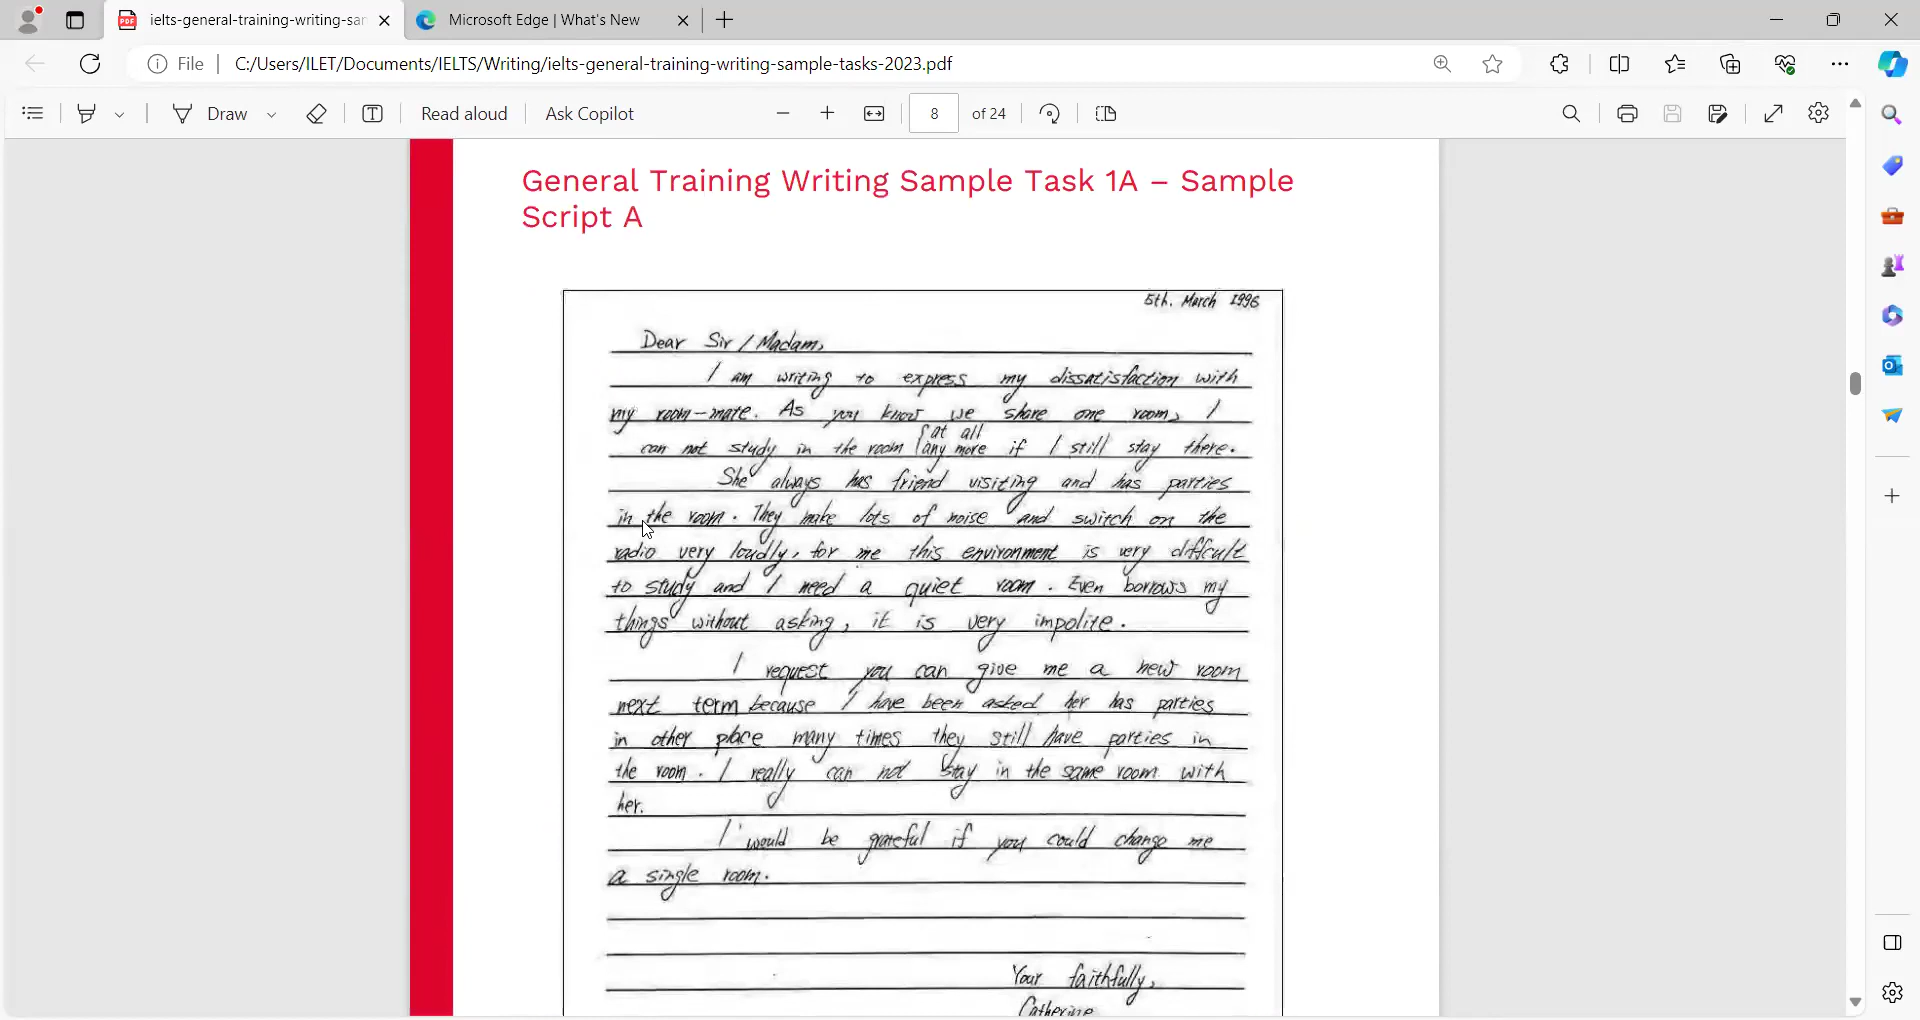 ielts-general-training-writing-sar
Microsoft Edge | What's New
File
C:/Users/ILET/Documents/IELTS/Writing/ielts-general-training-writing-sample-tasks-2023.pdf
Draw
Read aloud
Ask Copilot
8 of 24
General Training Writing Sample Task 1A – Sample
Script A
5th. March 1996
Dear Sir / Madam,
I am writing to express my dissatisfaction with
my room-mate. As you know we share one room, I
at all
can not study in the room any more if I still stay there.
She always has friend visiting and has parties
in the room. They make lots of noise and switch on the
radio very loudly, for me this environment is very difficult
to study and I need a quiet room. Even borrows my
things without asking, it is very impolite.
I request you can give me a new room
next term because I have been asked her has parties
in other place many times they still have parties in
the room. I really can not stay in the same room with
her.
I would be grateful if you could change me
a single room.
Your faithfully,
Catherine